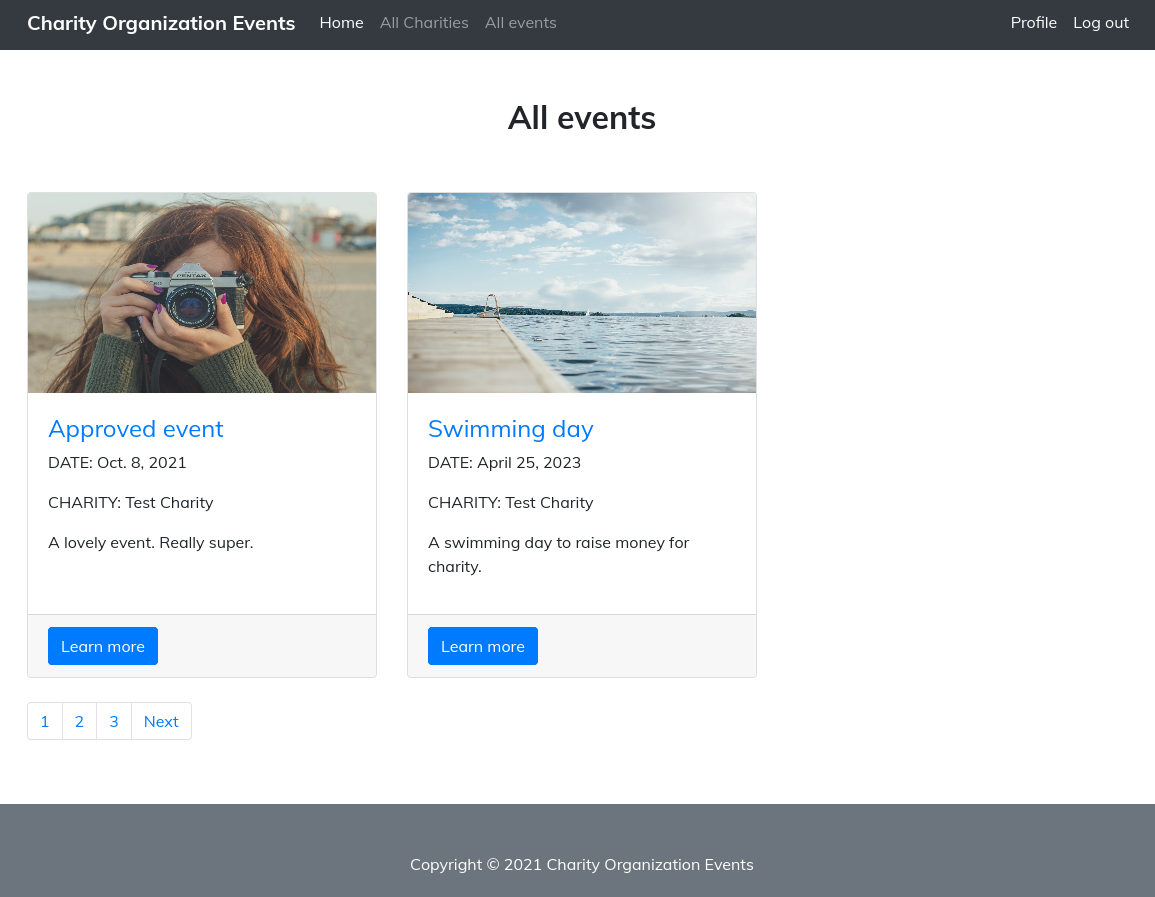 Charity Organization Events Home All Charities All events Profile Log out
All events
PENTAX
Approved event
DATE: Oct. 8, 2021
CHARITY: Test Charity
A lovely event. Really super.
Learn more
Swimming day
DATE: April 25, 2023
CHARITY: Test Charity
A swimming day to raise money for
charity.
Learn more
1 2 3 Next
Copyright © 2021 Charity Organization Events